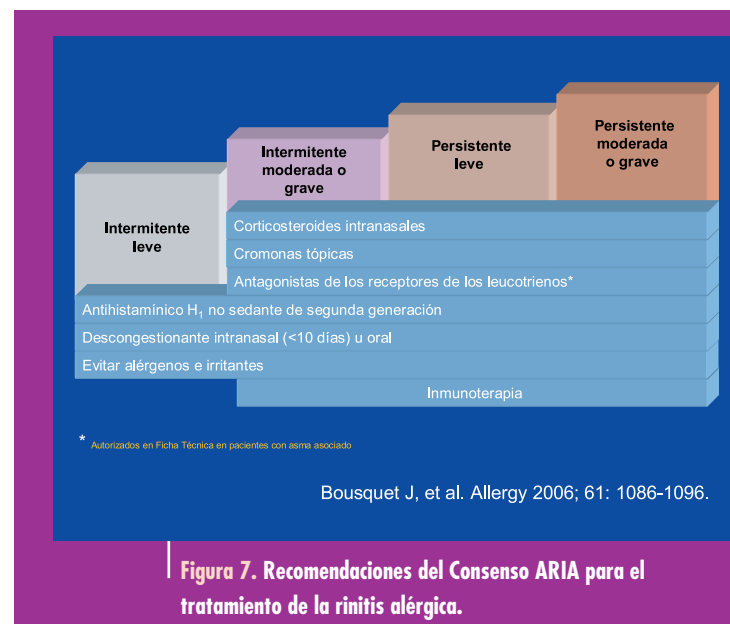 Intermitente
leve
Intermitente
moderada o
grave
Persistente
leve
Persistente
moderada
o grave
Corticosteroides intranasales
Cromonas tópicas
Antagonistas de los receptores de los leucotrienos*
Antihistamínico H₁ no sedante de segunda generación
Descongestionante intranasal (<10 días) u oral
Evitar alérgenos e irritantes
Inmunoterapia
* Autorizados en Ficha Técnica en pacientes con asma asociado
Bousquet J, et al. Allergy 2006; 61: 1086-1096.
Figura 7. Recomendaciones del Consenso ARIA para el
tratamiento de la rinitis alérgica.